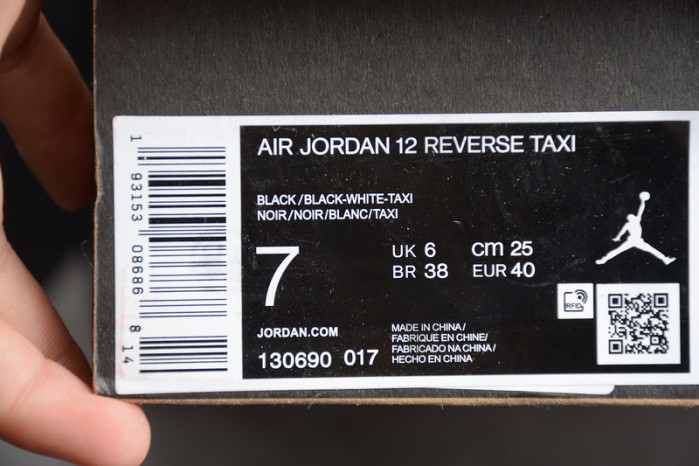 AIR JORDAN 12 REVERSE TAXI
BLACK/BLACK-WHITE-TAXI
NOIR/NOIR/BLANC/TAXI
7
UK 6 cm 25
BR 38 EUR 40
RFID
JORDAN.COM
130690 017
MADE IN CHINA/
FABRIQUE EN CHINE/
FABRICADO NA CHINA/
HECHO EN CHINA
1 93153 08686 8 14